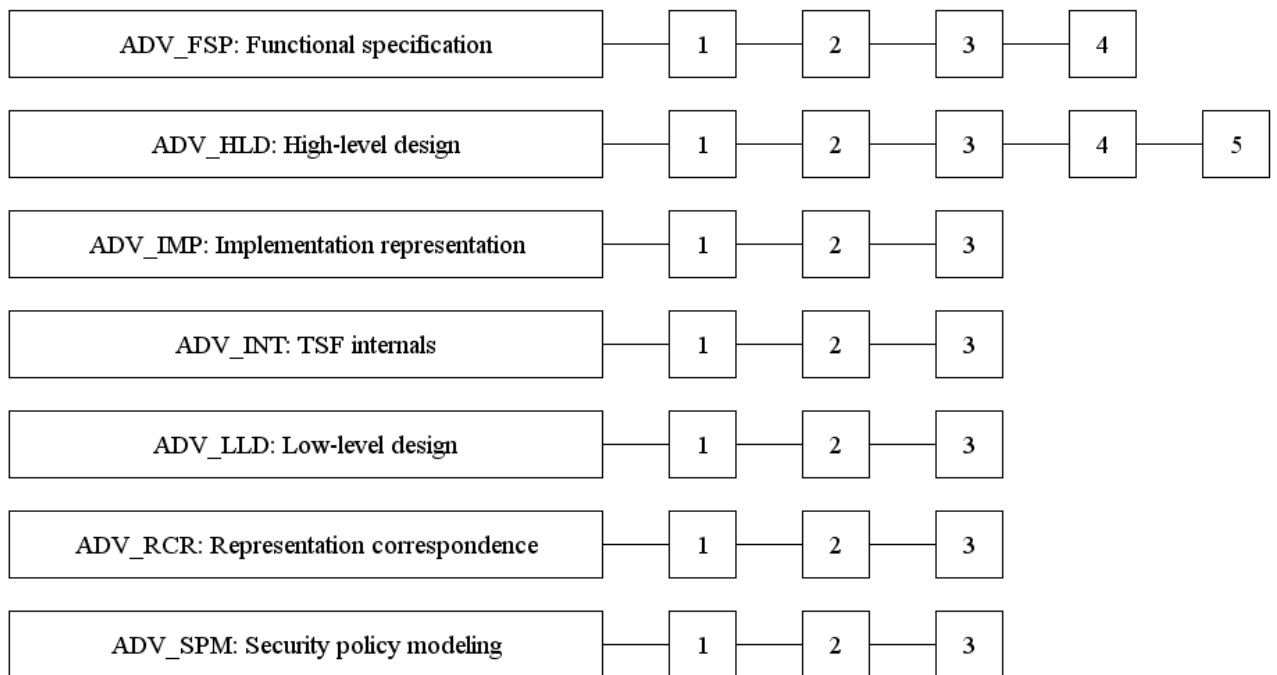 ADV_FSP: Functional specification 1 2 3 4
ADV_HLD: High-level design 1 2 3 4 5
ADV_IMP: Implementation representation 1 2 3
ADV_INT: TSF internals 1 2 3
ADV_LLD: Low-level design 1 2 3
ADV_RCR: Representation correspondence 1 2 3
ADV_SPM: Security policy modeling 1 2 3